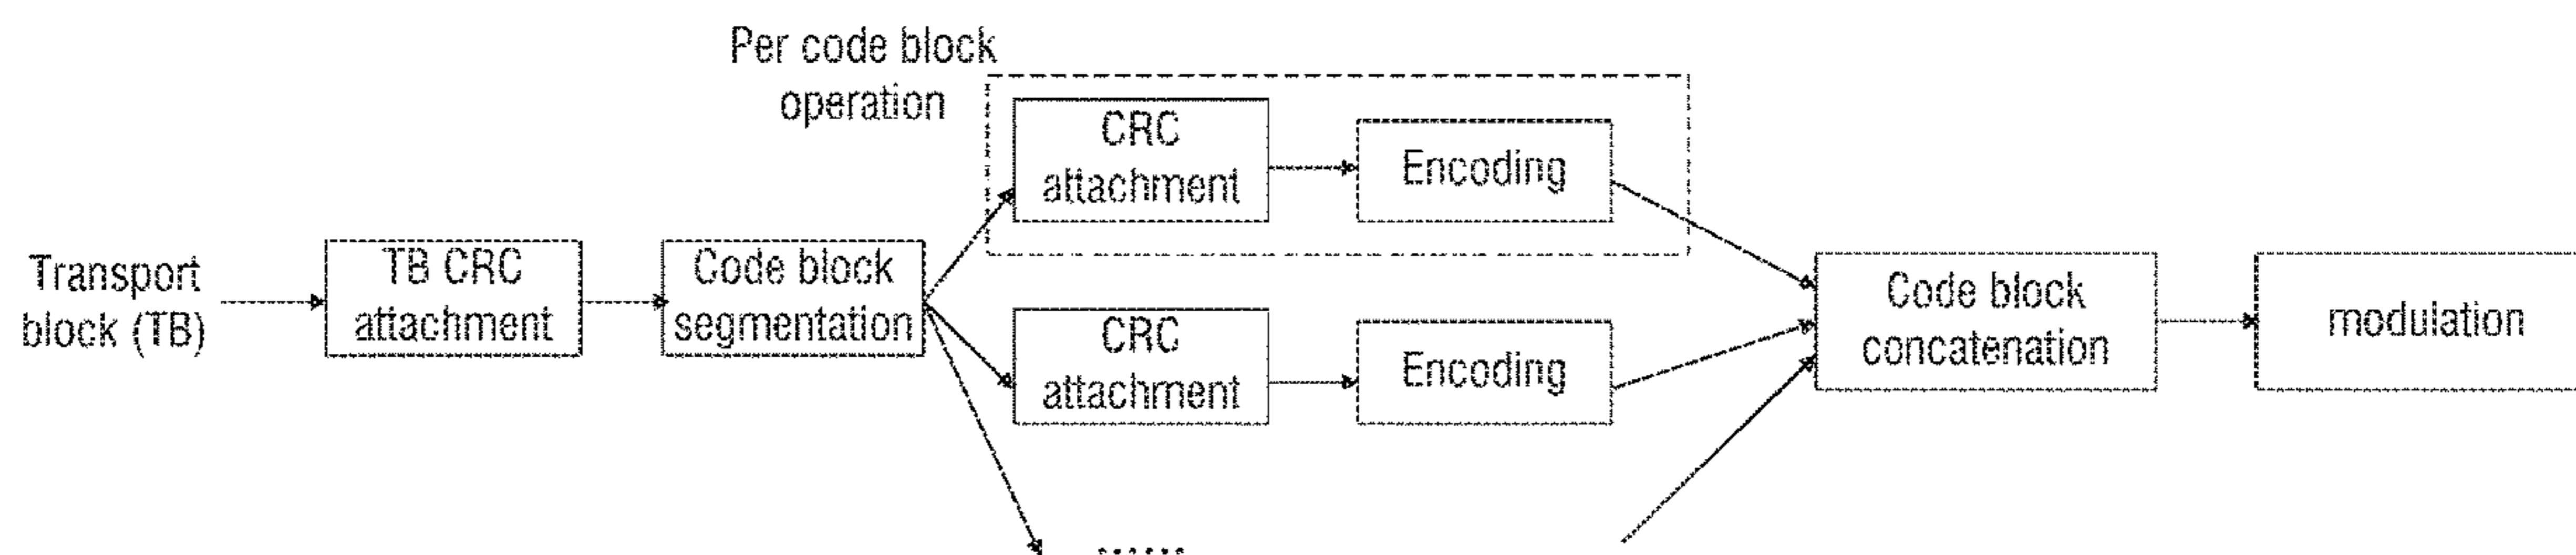 Per code block
operation
CRC
attachment
Encoding
Transport
block (TB)
TB CRC
attachment
Code block
segmentation
CRC
attachment
Encoding
Code block
concatenation
modulation
......